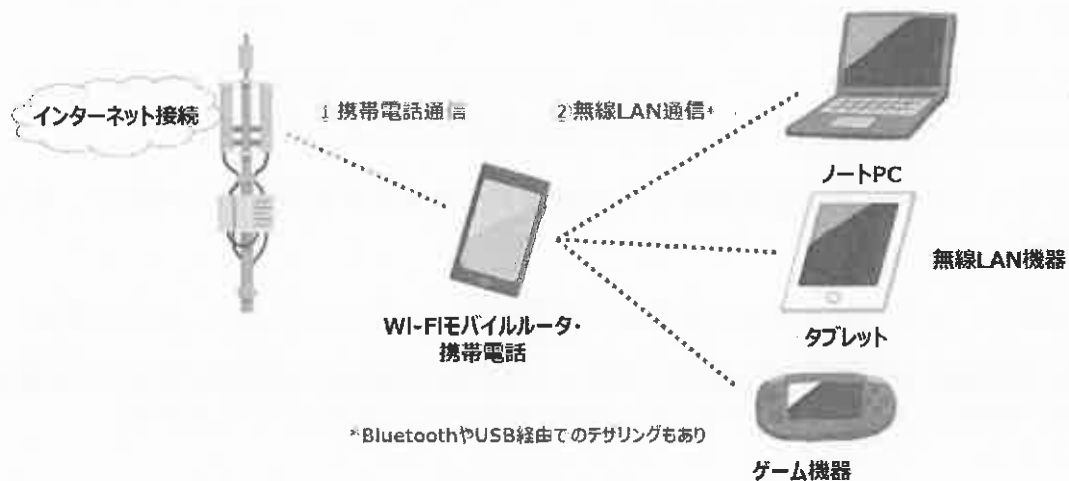 インターネット接続
1 携帯電話通信
2 無線LAN通信*
ノートPC
無線LAN機器
WI-FIモバイルルータ・
携帯電話
タブレット
*BluetoothやUSB経由でのテザリングもあり
ゲーム機器